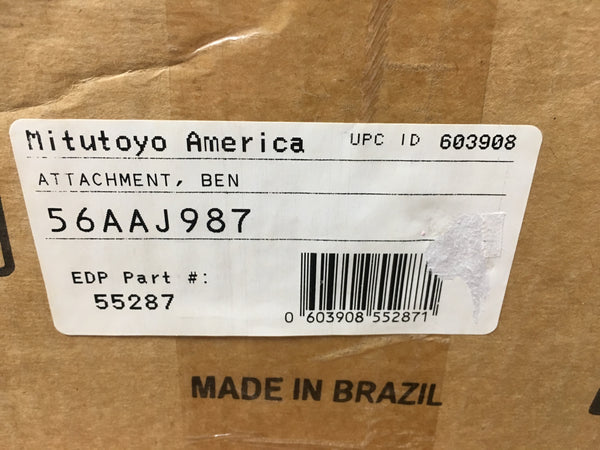 Mitutoyo America UPC ID 603908
ATTACHMENT, BEN
56AAJ987
EDP Part #:
55287
0 603908 552871
MADE IN BRAZIL